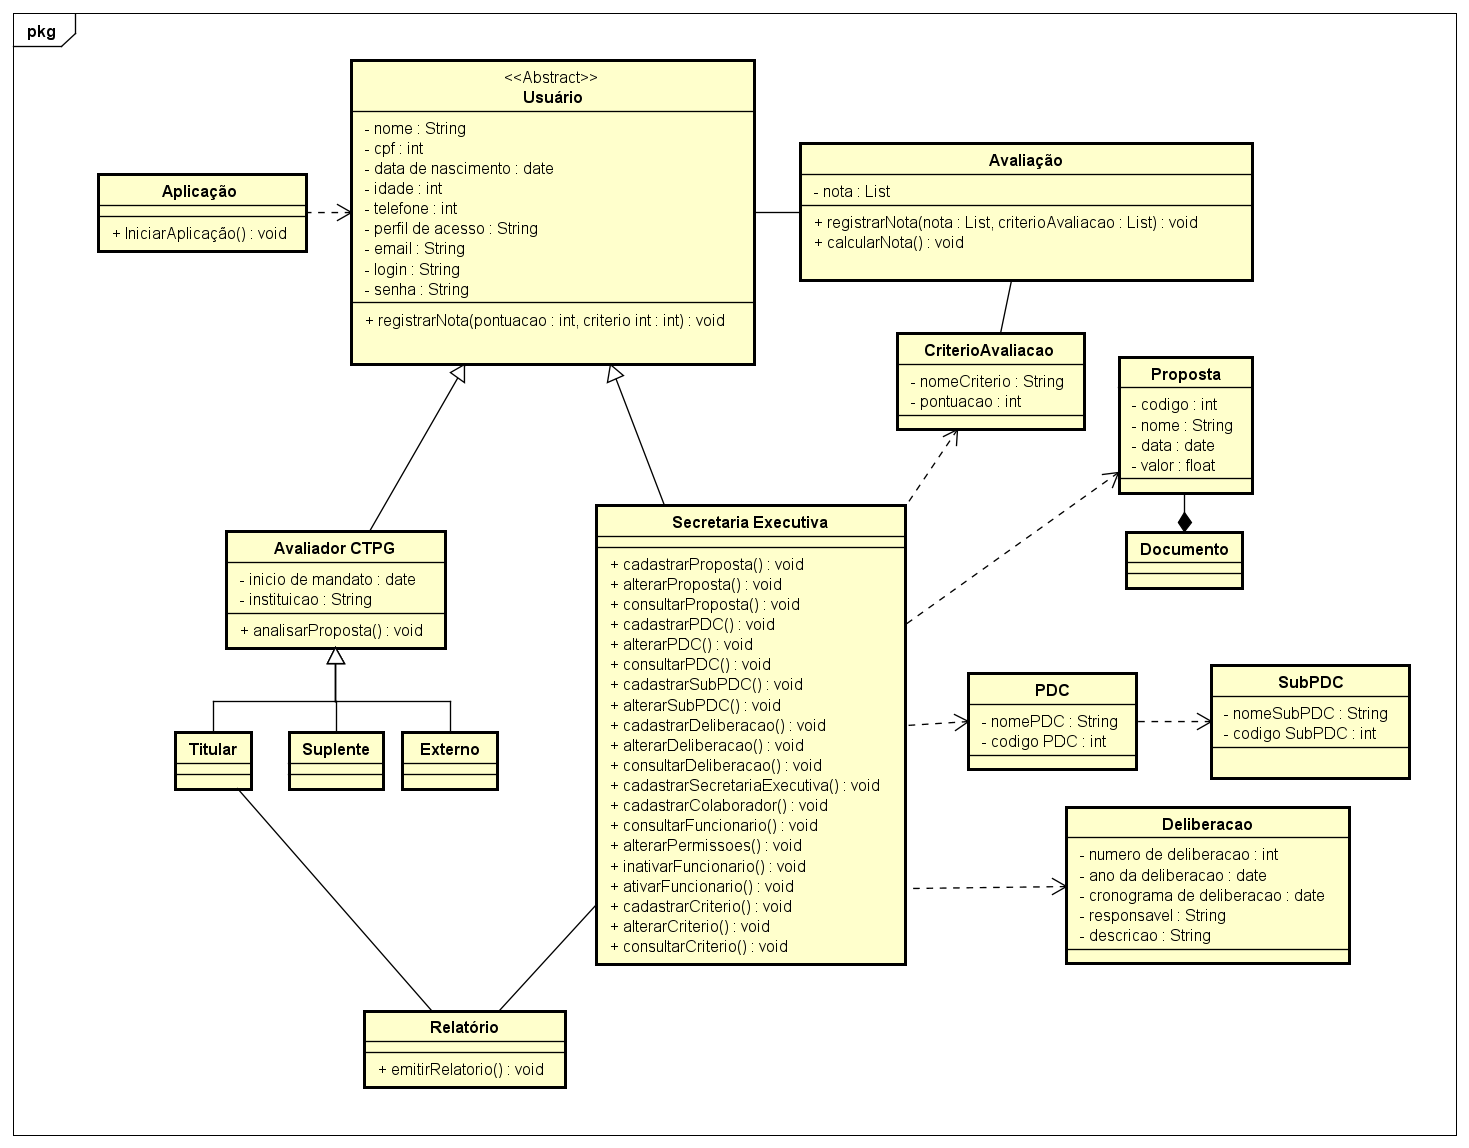 pkg
<<Abstract>>
Usuário
- nome : String
- cpf : int
- data de nascimento : date
- idade : int
- telefone : int
- perfil de acesso : String
- email : String
- login : String
- senha : String
+ registrarNota(pontuacao : int, criterio int : int) : void
Aplicação
+ IniciarAplicação() : void
Avaliação
- nota : List
+ registrarNota(nota : List, criterioAvaliacao : List) : void
+ calcularNota() : void
CriterioAvaliacao
- nomeCriterio : String
- pontuacao : int
Proposta
- codigo : int
- nome : String
- data : date
- valor : float
Documento
Avaliador CTPG
- inicio de mandato : date
- instituicao : String
+ analisarProposta() : void
Secretaria Executiva
+ cadastrarProposta() : void
+ alterarProposta() : void
+ consultarProposta() : void
+ cadastrarPDC() : void
+ alterarPDC() : void
+ consultarPDC() : void
+ cadastrarSubPDC() : void
+ alterarSubPDC() : void
+ cadastrarDeliberacao() : void
+ alterarDeliberacao() : void
+ consultarDeliberacao() : void
+ cadastrarSecretariaExecutiva() : void
+ cadastrarColaborador() : void
+ consultarFuncionario() : void
+ alterarPermissoes() : void
+ inativarFuncionario() : void
+ ativarFuncionario() : void
+ cadastrarCriterio() : void
+ alterarCriterio() : void
+ consultarCriterio() : void
PDC
- nomePDC : String
- codigo PDC : int
SubPDC
- nomeSubPDC : String
- codigo SubPDC : int
Titular
Suplente
Externo
Deliberacao
- numero de deliberacao : int
- ano da deliberacao : date
- cronograma de deliberacao : date
- responsavel : String
- descricao : String
Relatório
+ emitirRelatorio() : void